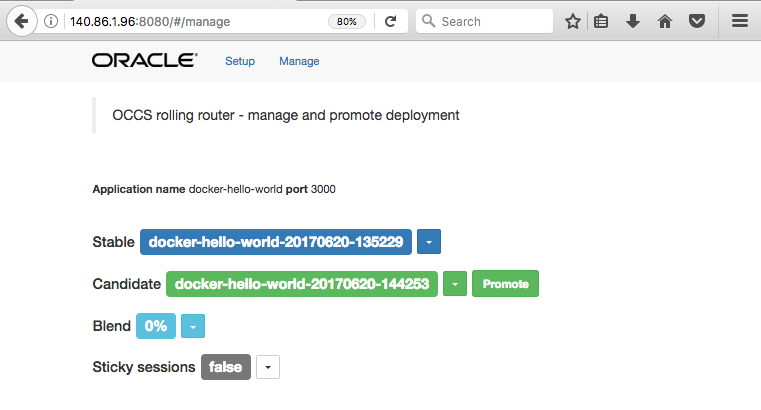 140.86.1.96:8080/#/manage 80% Search
ORACLE Setup Manage
OCCS rolling router - manage and promote deployment
Application name docker-hello-world port 3000
Stable docker-hello-world-20170620-135229
Candidate docker-hello-world-20170620-144253 Promote
Blend 0%
Sticky sessions false